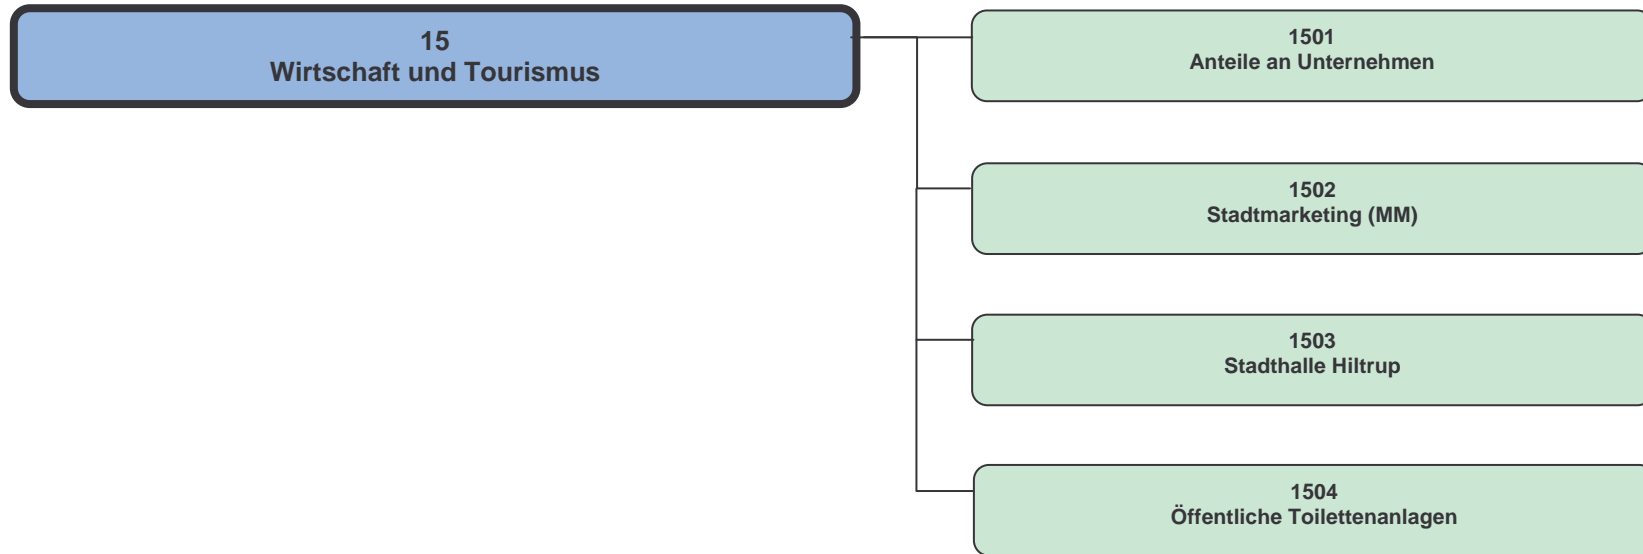 15
Wirtschaft und Tourismus
1501
Anteile an Unternehmen
1502
Stadtmarketing (MM)
1503
Stadthalle Hiltrup
1504
Öffentliche Toilettenanlagen